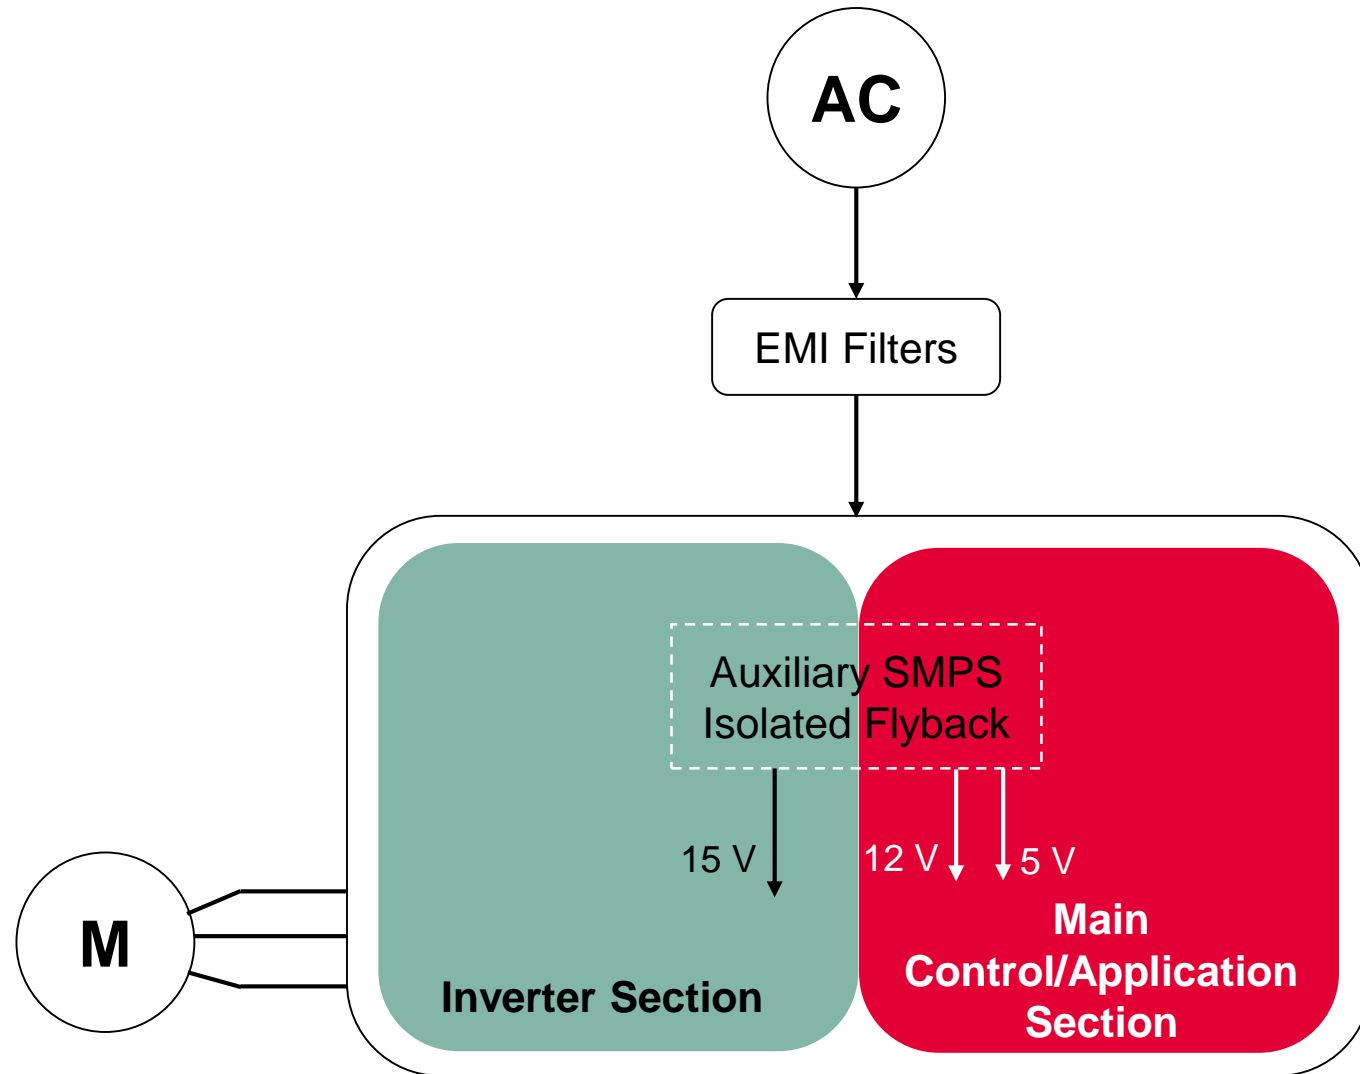 AC
EMI Filters
Auxiliary SMPS
Isolated Flyback
15 V
12 V
5 V
M
Inverter Section
Main
Control/Application
Section